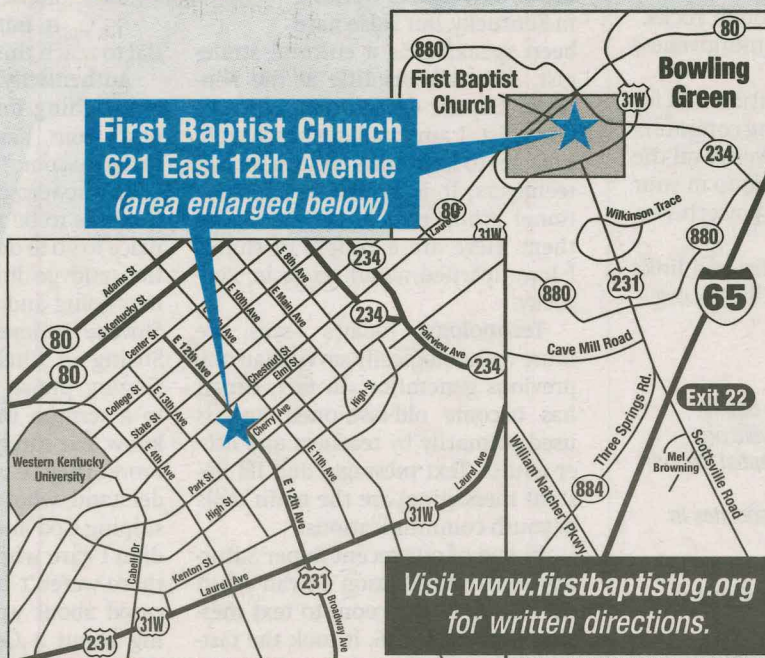 880
80
First Baptist
Church
31W
Bowling
Green
234
First Baptist Church
621 East 12th Avenue
(area enlarged below)
80
Laurel
31W
Wilkinson Trace
880
880
231
65
Cave Mill Road
Exit 22
Three Springs Rd.
Mel
Browning
Scottsville Road
884
William Natcher Pkwy.
234
234
234
Fairview Ave
Adams St
S Kentucky St
80
80
Center St
College St
State St
E 8th Ave
E Main Ave
E 10th Ave
Ave
E 12th Ave
Chestnut St
Elm St
High St
Cherry Ave
E 13th Ave
E 4th Ave
E 11th Ave
E 12th Ave
Western Kentucky
University
Park St
High St
Kenton St
Cabell Dr
Laurel Ave
Laurel Ave
31W
31W
231
231
Broadway Ave
Visit www.firstbaptistbg.org
for written directions.